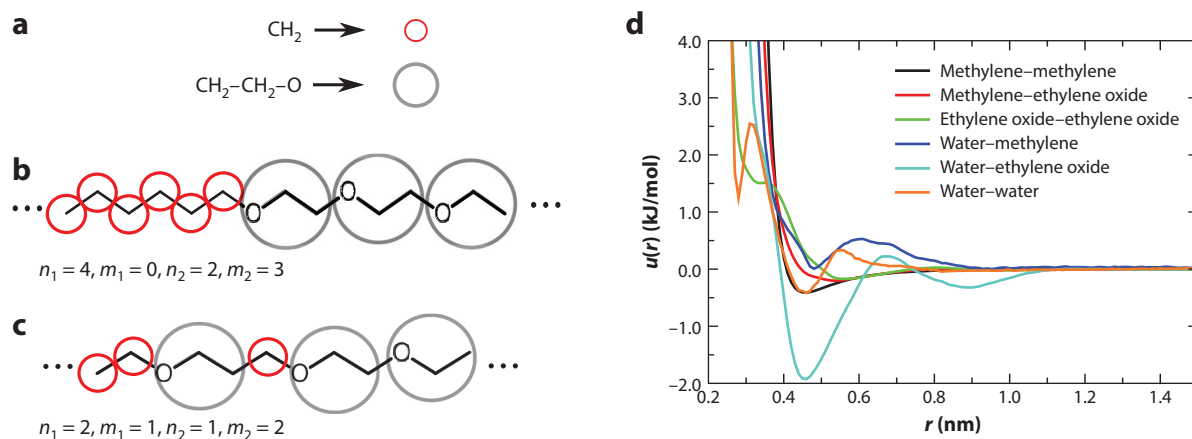 a
CH₂
CH₂–CH₂–O
b
... O O O ...
n₁ = 4, m₁ = 0, n₂ = 2, m₂ = 3
c
... O O O ...
n₁ = 2, m₁ = 1, n₂ = 1, m₂ = 2
d
4.0
3.0
2.0
1.0
0.0
–1.0
–2.0
u(r) (kJ/mol)
Methylene–methylene
Methylene–ethylene oxide
Ethylene oxide–ethylene oxide
Water–methylene
Water–ethylene oxide
Water–water
0.2 0.4 0.6 0.8 1.0 1.2 1.4
r (nm)